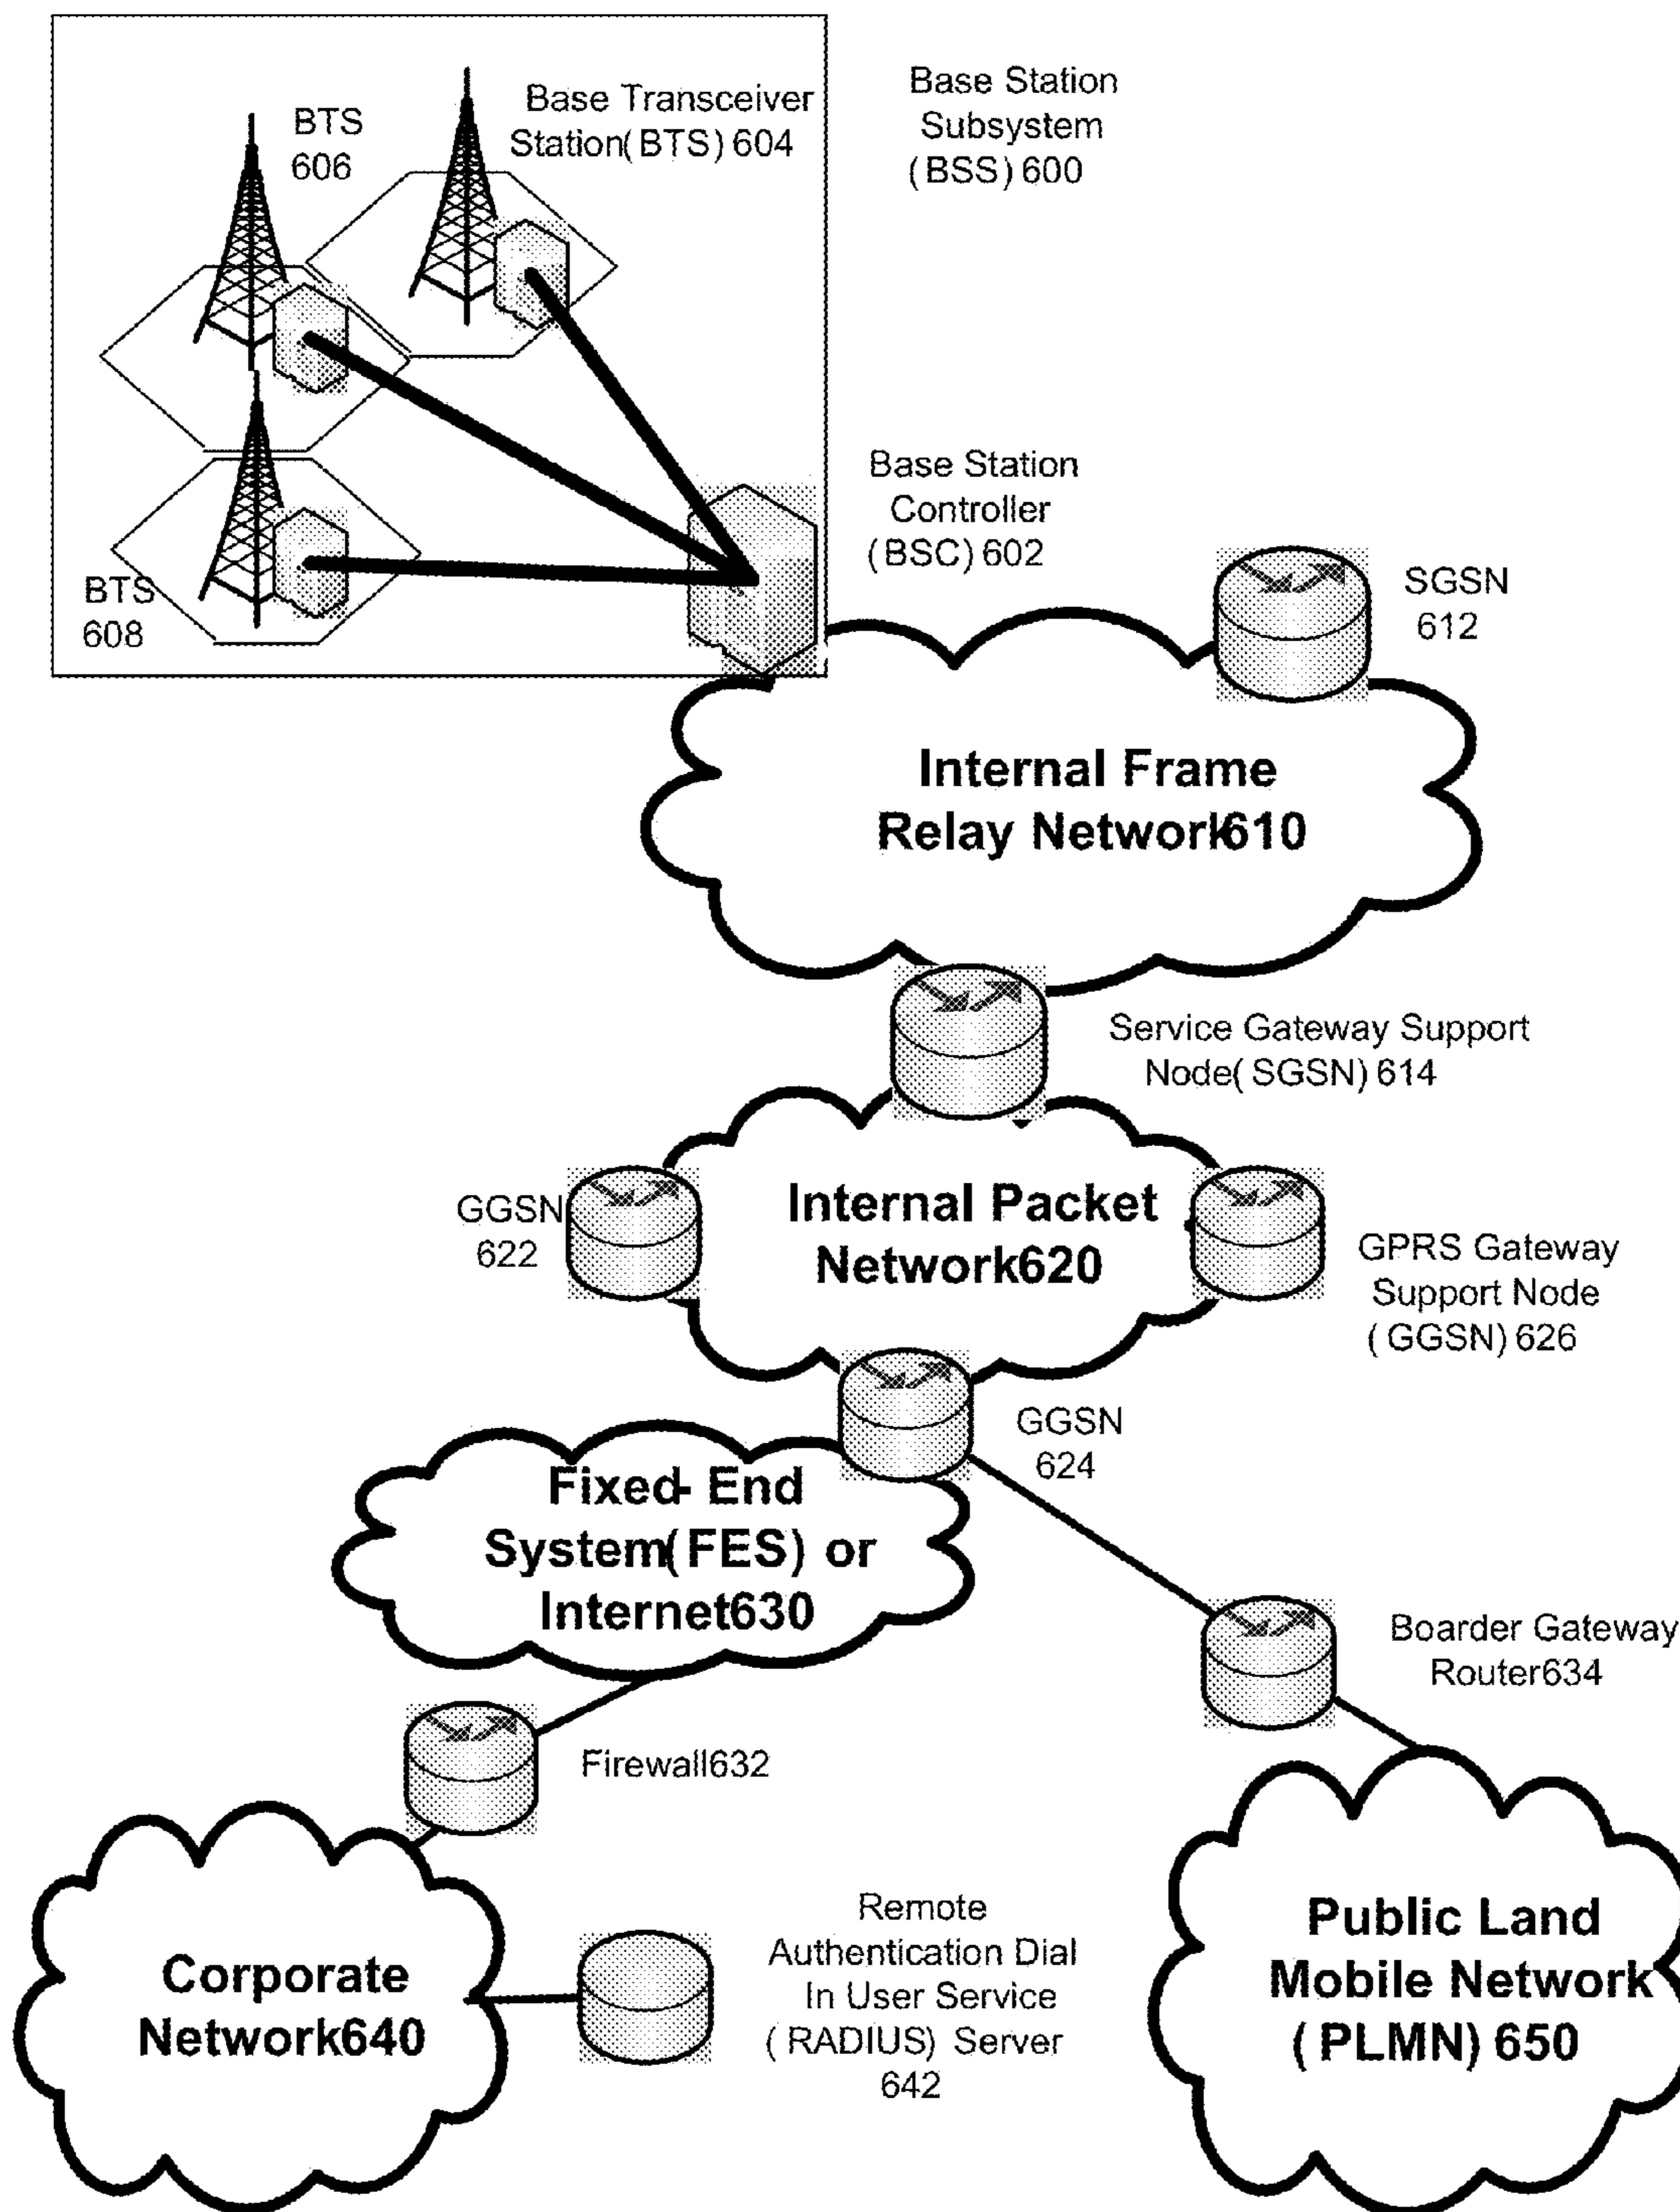 BTS
606
Base Transceiver
Station(BTS) 604
Base Station
Subsystem
(BSS) 600
BTS
608
Base Station
Controller
(BSC) 602
SGSN
612
Internal Frame
Relay Network610
Service Gateway Support
Node(SGSN) 614
GGSN
622
Internal Packet
Network620
GPRS Gateway
Support Node
(GGSN) 626
GGSN
624
Fixed- End
System(FES) or
Internet630
Boarder Gateway
Router634
Firewall632
Corporate
Network640
Remote
Authentication Dial
In User Service
(RADIUS) Server
642
Public Land
Mobile Network
(PLMN) 650